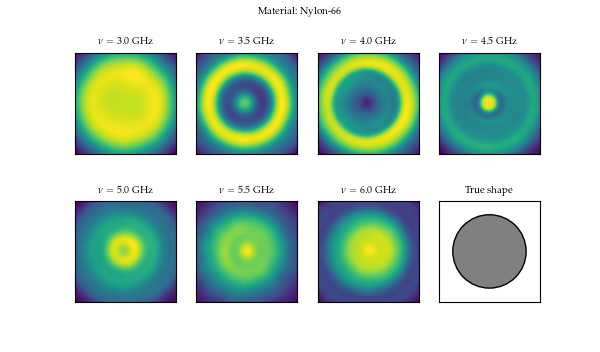 Material: Nylon-66
ν = 3.0 GHz
ν = 3.5 GHz
ν = 4.0 GHz
ν = 4.5 GHz
ν = 5.0 GHz
ν = 5.5 GHz
ν = 6.0 GHz
True shape